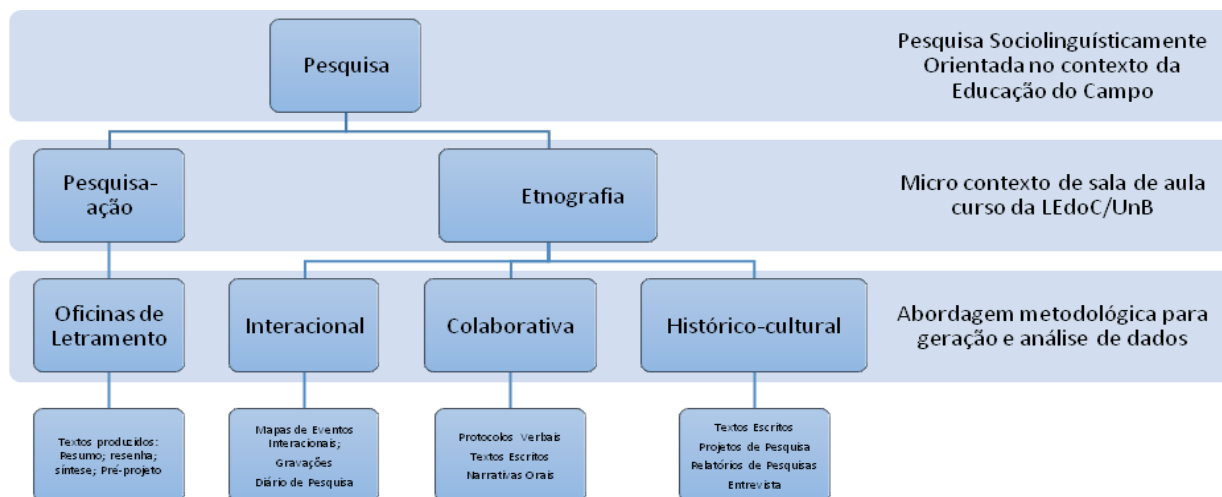 Pesquisa
Pesquisa Sociolinguísticamente
Orientada no contexto da
Educação do Campo
Pesquisa-
ação
Etnografia
Micro contexto de sala de aula
curso da LEdoC/UnB
Oficinas de
Letramento
Interacional
Colaborativa
Histórico-cultural
Abordagem metodológica para
geração e análise de dados
Textos produzidos:
Resumo; resenha;
síntese; Pré-projeto
Mapas de Eventos
Interacionais;
Gravações
Diário de Pesquisa
Protocolos Verbais
Textos Escritos
Narrativas Orais
Textos Escritos
Projetos de Pesquisa
Relatórios de Pesquisas
Entrevista